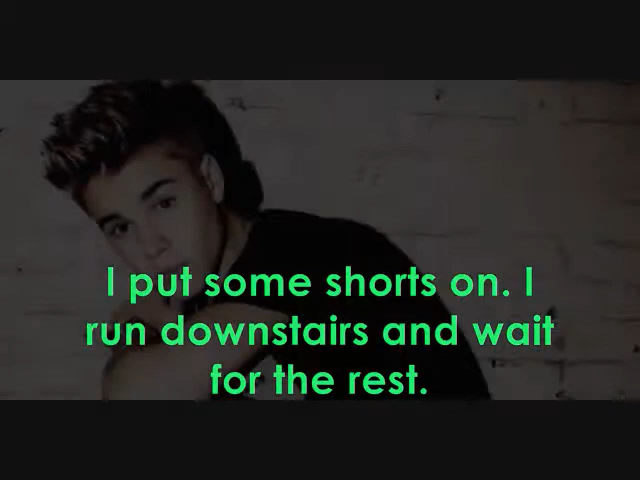 I put some shorts on. I
run downstairs and wait
for the rest.